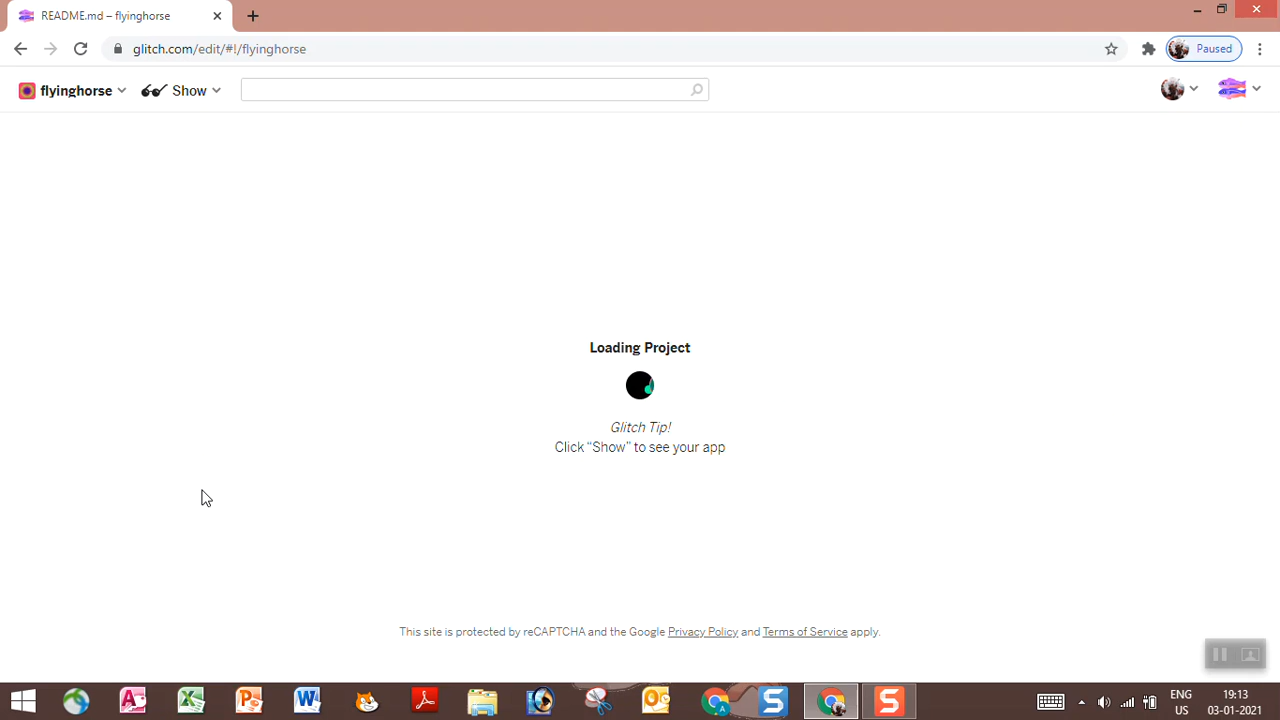 README.md – flyinghorse
glitch.com/edit/#!/flyinghorse
Paused
flyinghorse
Show
Loading Project
Glitch Tip!
Click “Show” to see your app
This site is protected by reCAPTCHA and the Google Privacy Policy and Terms of Service apply.
ENG
US
19:13
03-01-2021